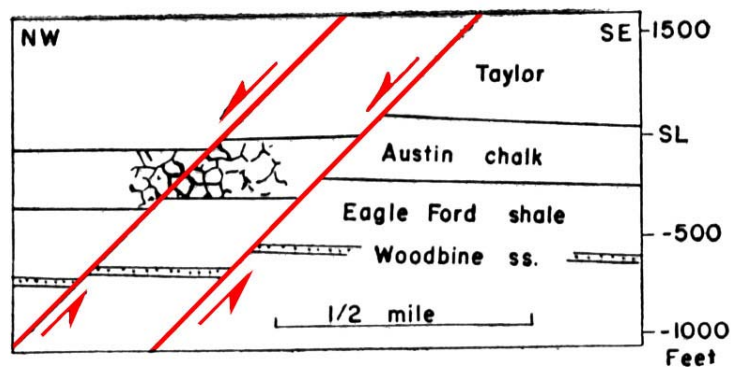 NW
SE
1500
Taylor
SL
Austin chalk
Eagle Ford shale
-500
Woodbine ss.
1/2 mile
-1000
Feet